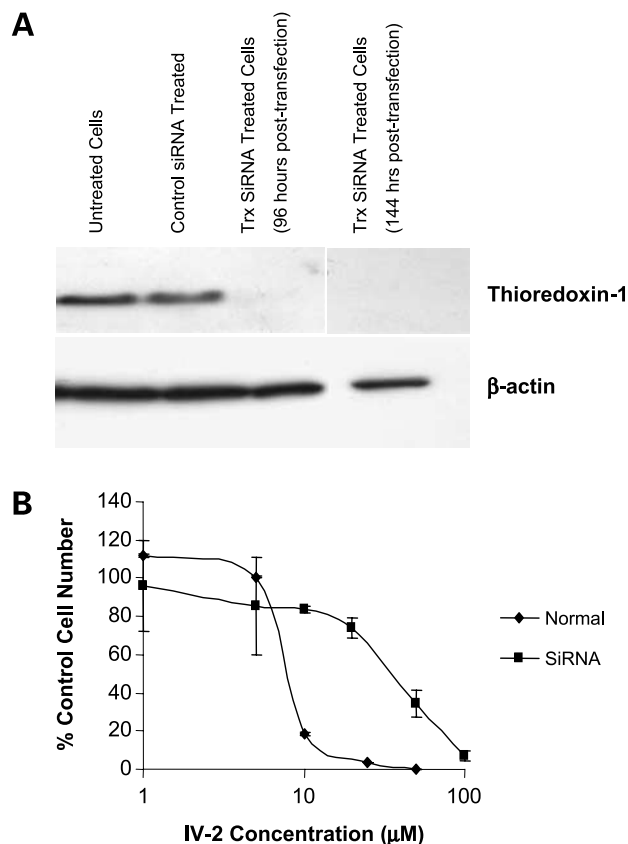 A
Untreated Cells
Control siRNA Treated
Trx SiRNA Treated Cells
(96 hours post-transfection)
Trx SiRNA Treated Cells
(144 hrs post-transfection)
Thioredoxin-1
β-actin
B
% Control Cell Number
140
120
100
80
60
40
20
0
1
10
100
IV-2 Concentration (μM)
Normal
SiRNA